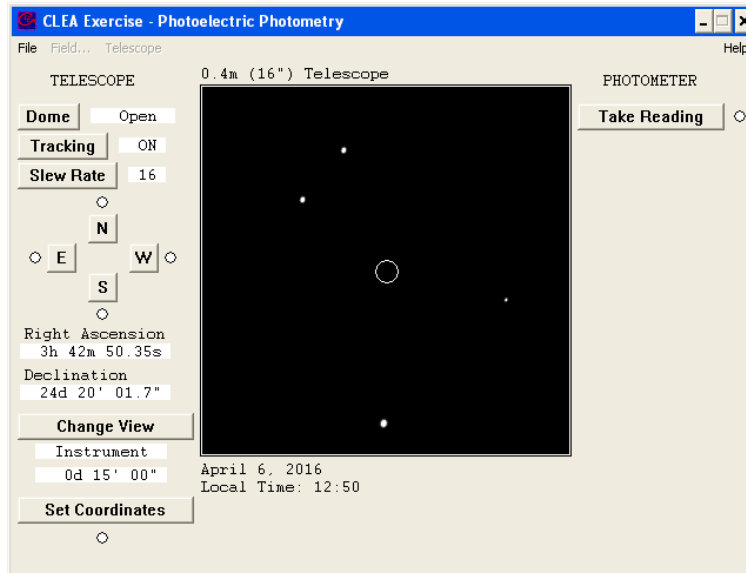 CLEA Exercise - Photoelectric Photometry
File Field... Telescope Help
TELESCOPE
0.4m (16") Telescope
PHOTOMETER
Dome Open
Take Reading
Tracking ON
Slew Rate 16
N
E W
S
Right Ascension
3h 42m 50.35s
Declination
24d 20' 01.7"
Change View
Instrument
0d 15' 00"
Set Coordinates
April 6, 2016
Local Time: 12:50